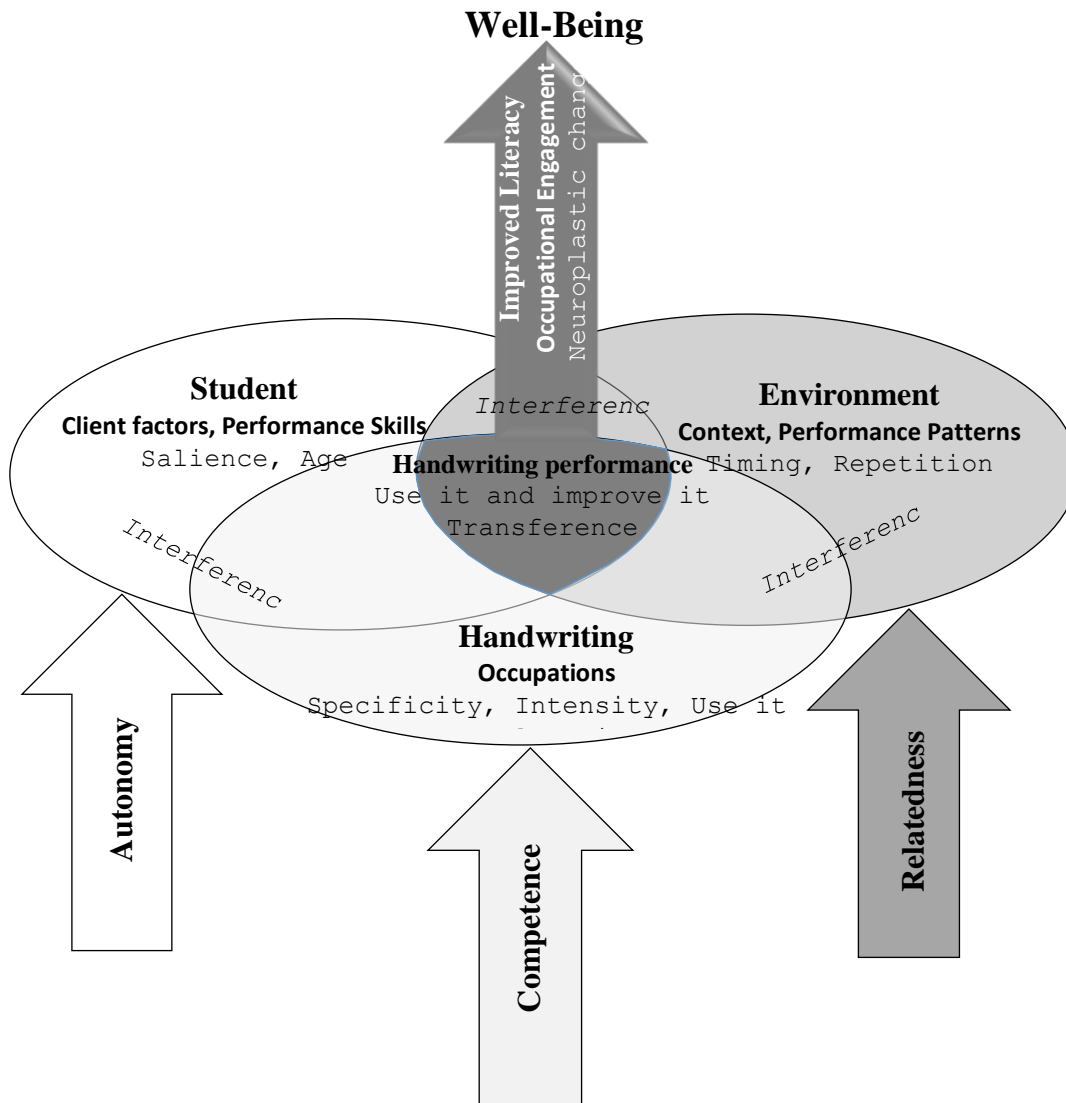 Well-Being
Improved Literacy
Occupational Engagement
Neuroplastic chang
Student
Client factors, Performance Skills
Salience, Age
Interferenc
Environment
Context, Performance Patterns
Timing, Repetition
Handwriting performance
Use it and improve it
Transference
Interferenc
Interferenc
Handwriting
Occupations
Specificity, Intensity, Use it
Autonomy
Competence
Relatedness